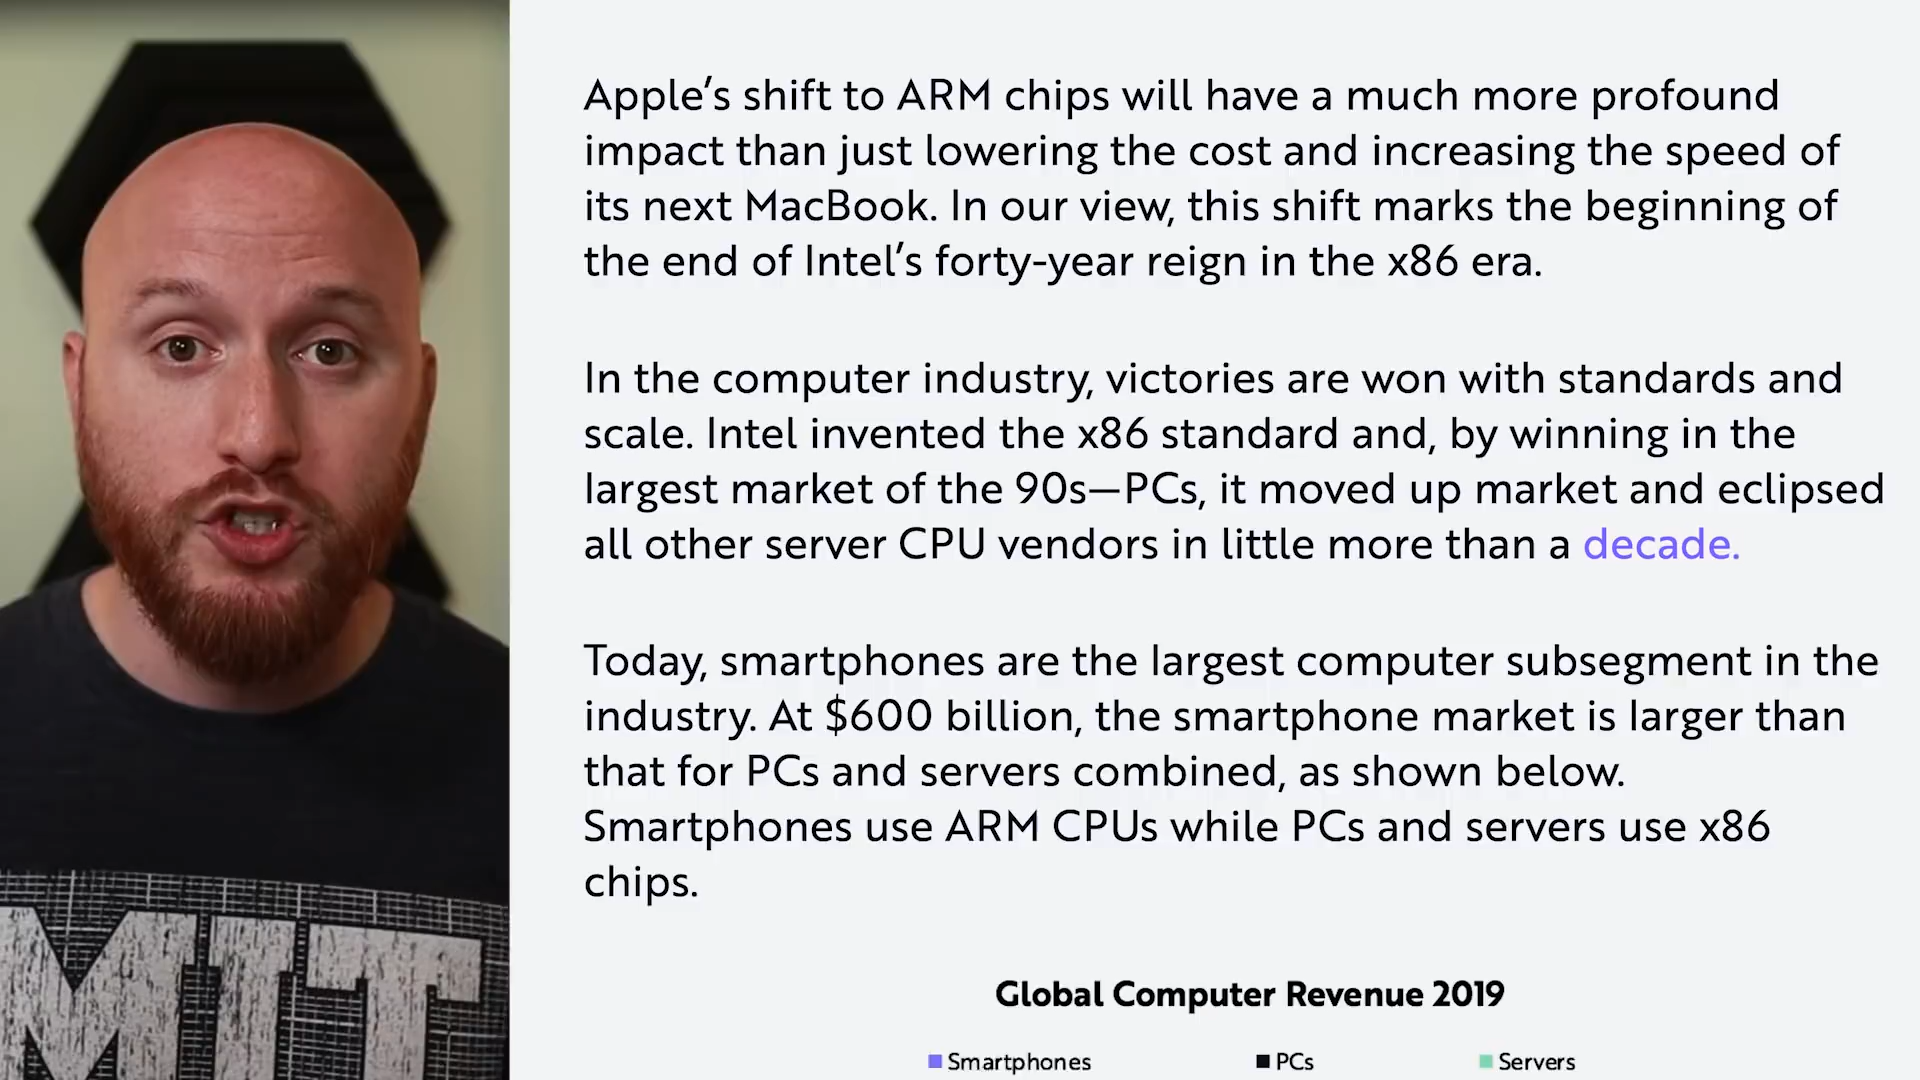 Apple’s shift to ARM chips will have a much more profound
impact than just lowering the cost and increasing the speed of
its next MacBook. In our view, this shift marks the beginning of
the end of Intel’s forty-year reign in the x86 era.
In the computer industry, victories are won with standards and
scale. Intel invented the x86 standard and, by winning in the
largest market of the 90s—PCs, it moved up market and eclipsed
all other server CPU vendors in little more than a decade.
Today, smartphones are the largest computer subsegment in the
industry. At $600 billion, the smartphone market is larger than
that for PCs and servers combined, as shown below.
Smartphones use ARM CPUs while PCs and servers use x86
chips.
Global Computer Revenue 2019
Smartphones PCs Servers
MIT